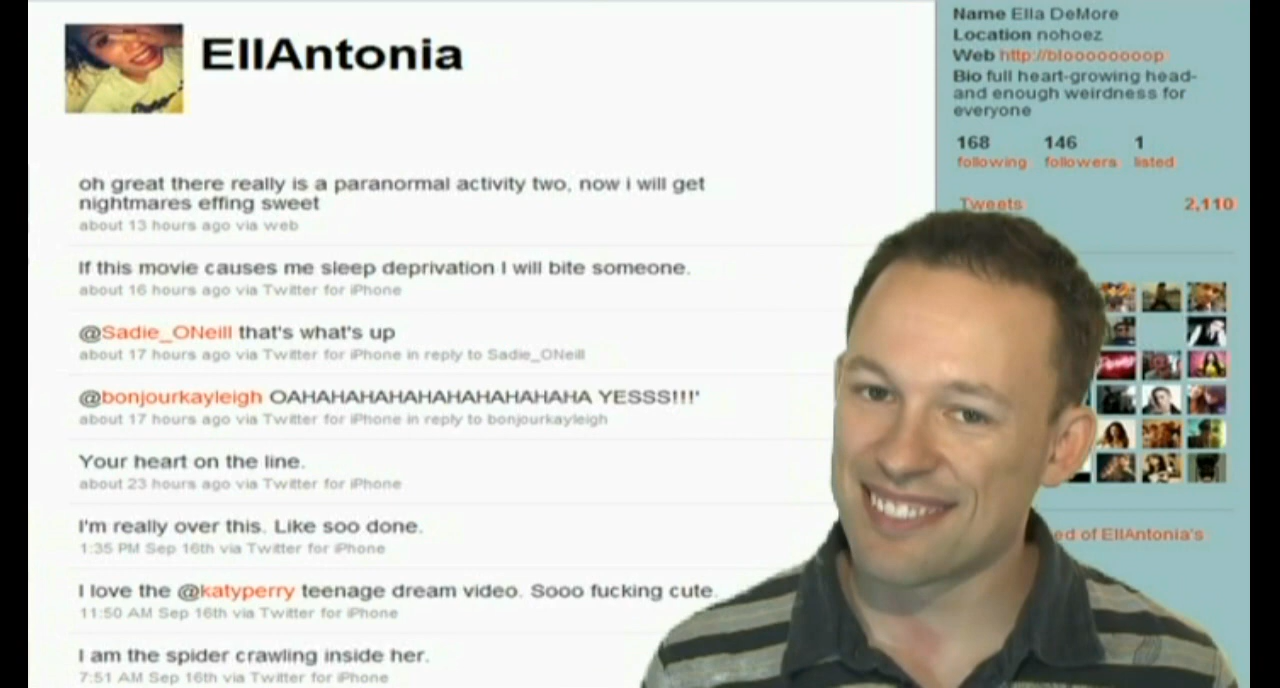 EllAntonia
oh great there really is a paranormal activity two, now i will get
nightmares effing sweet
about 13 hours ago via web
If this movie causes me sleep deprivation I will bite someone.
about 16 hours ago via Twitter for iPhone
@Sadie_ONeill that's what's up
about 17 hours ago via Twitter for iPhone in reply to Sadie_ONeill
@bonjourkayleigh OAHAHAHAHAHAHAHAHAHAHA YESSS!!!'
about 17 hours ago via Twitter for iPhone in reply to bonjourkayleigh
Your heart on the line.
about 23 hours ago via Twitter for iPhone
I'm really over this. Like soo done.
1:35 PM Sep 16th via Twitter for iPhone
I love the @katyperry teenage dream video. Sooo fucking cute.
11:50 AM Sep 16th via Twitter for iPhone
I am the spider crawling inside her.
7:51 AM Sep 16th via Twitter for iPhone
Name Ella DeMore
Location nohoez
Web http://bloooooooop
Bio full heart-growing head-
and enough weirdness for
everyone
168 146 1
following followers listed
Tweets 2,110
ed of EllAntonia's